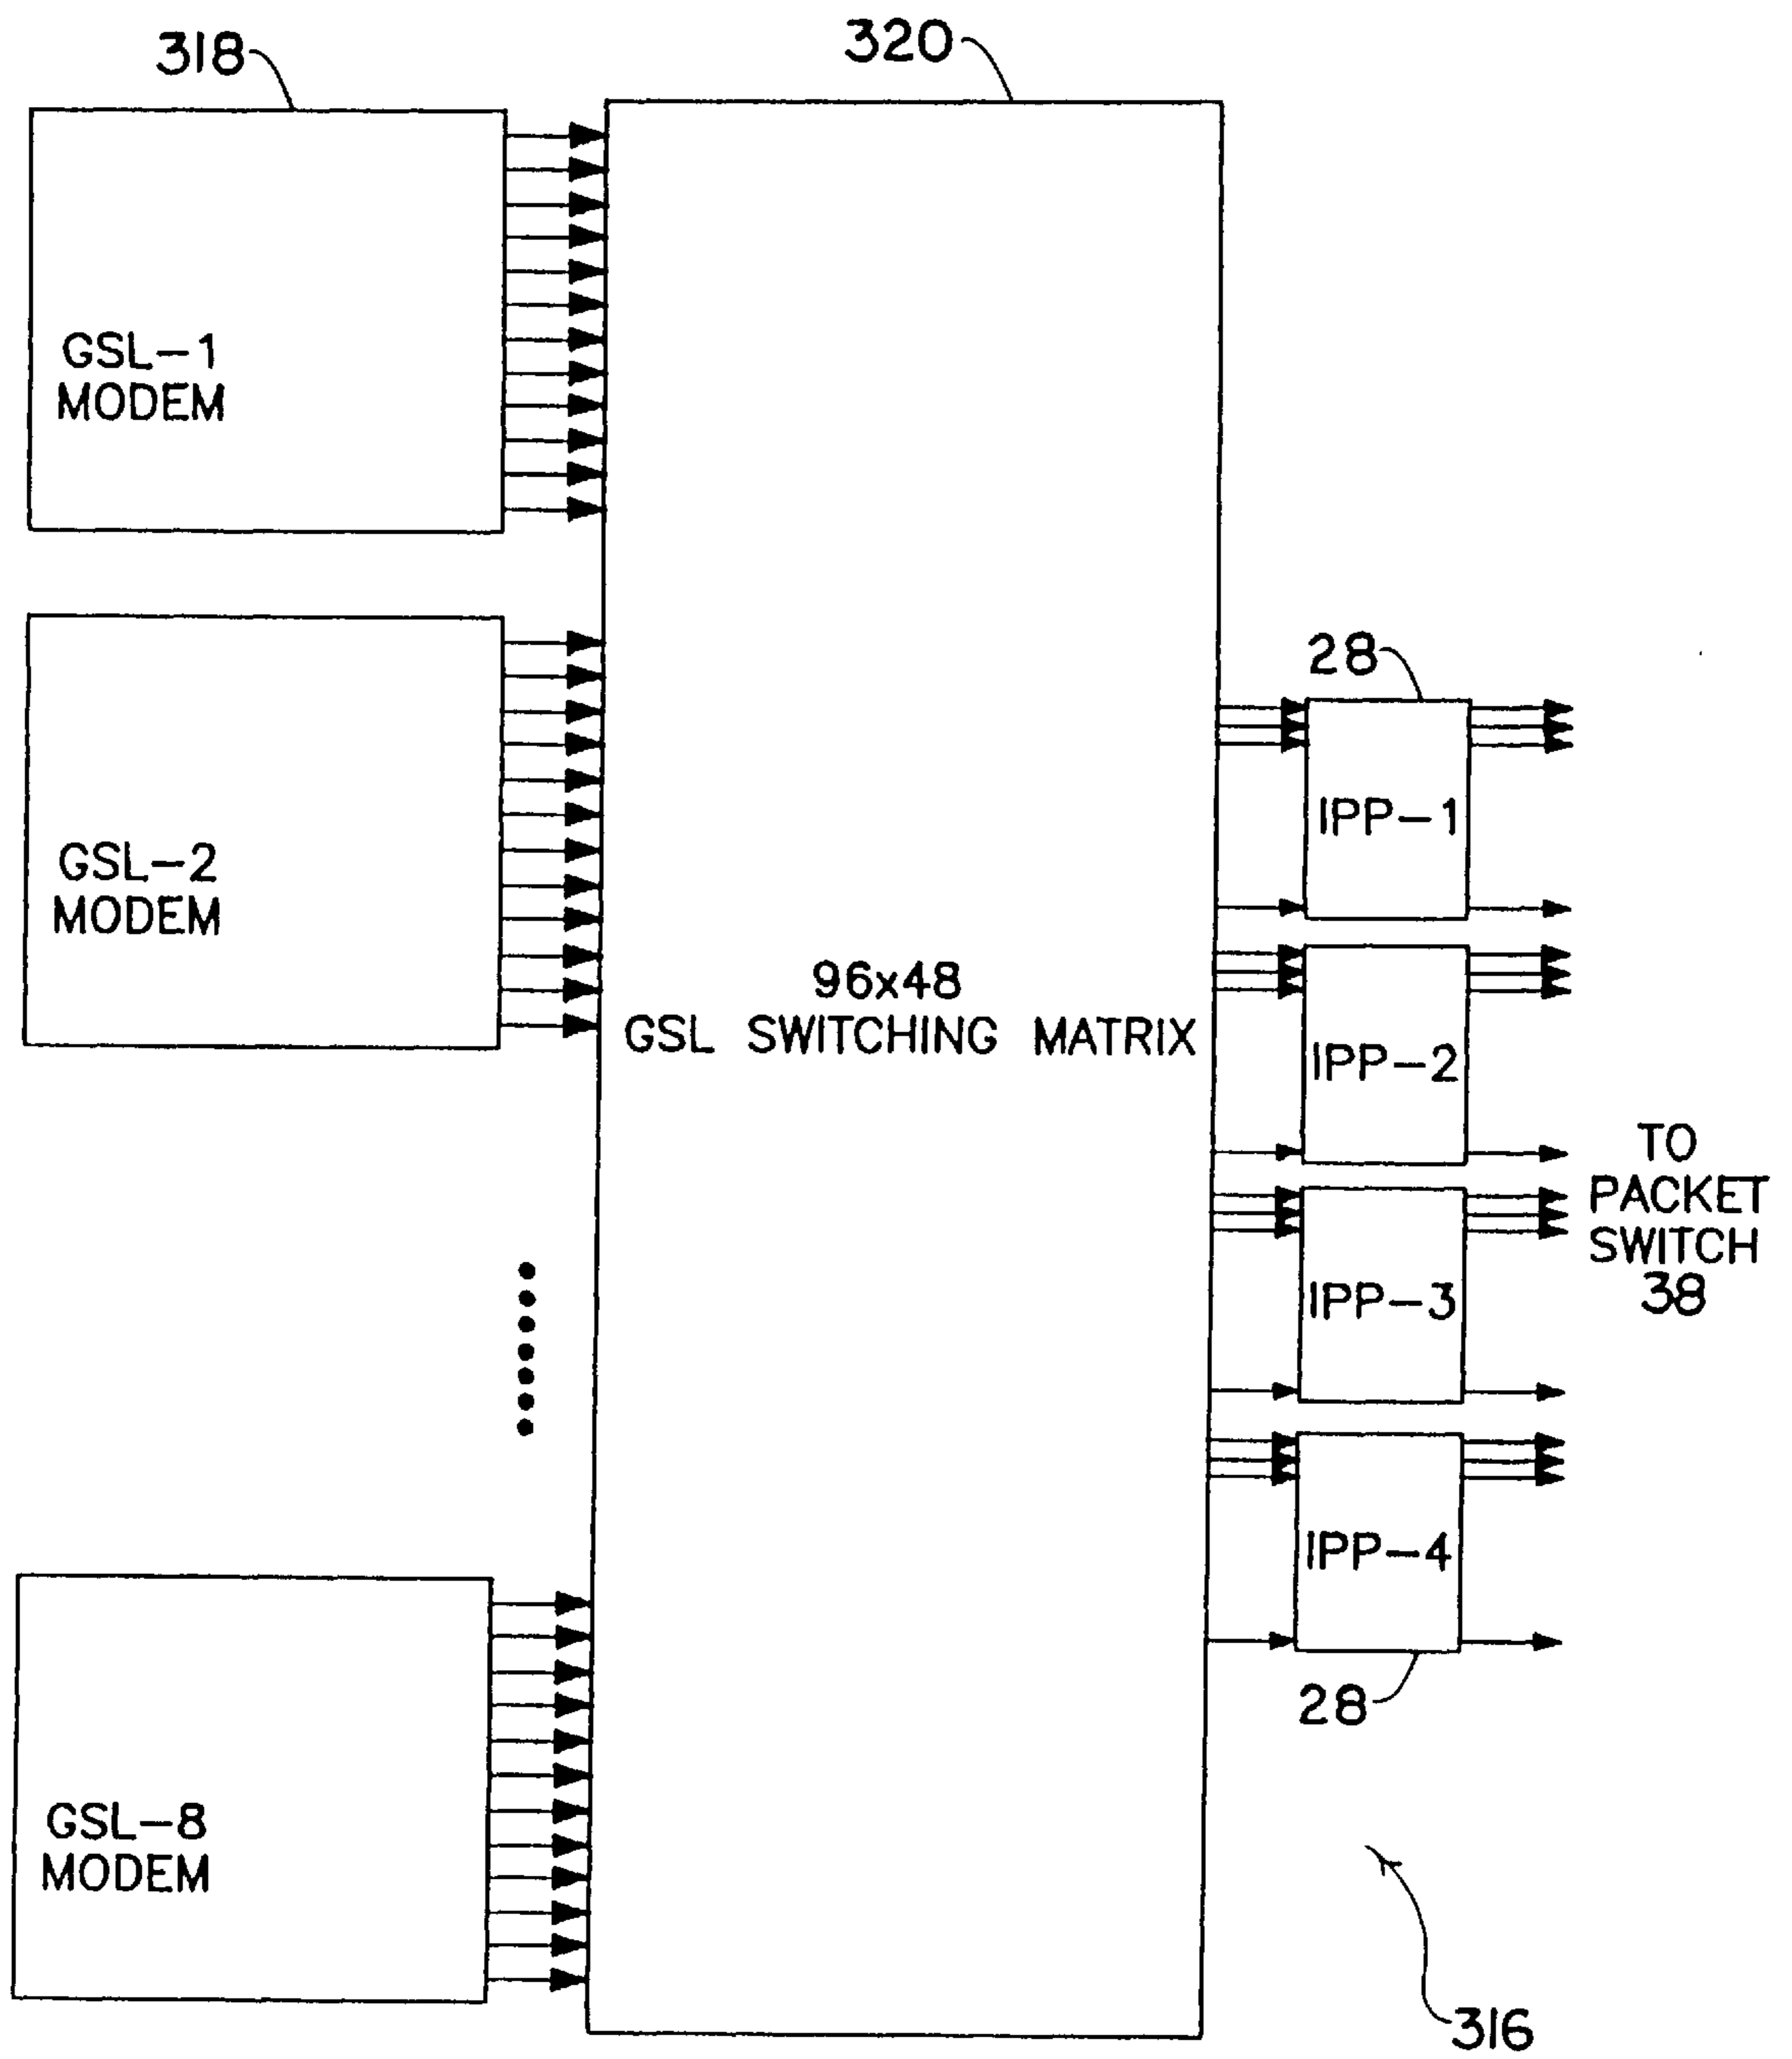 318
320
GSL-1
MODEM
GSL-2
MODEM
28
IPP-1
96x48
GSL SWITCHING MATRIX
IPP-2
TO
PACKET
SWITCH
38
IPP-3
IPP-4
28
GSL-8
MODEM
316